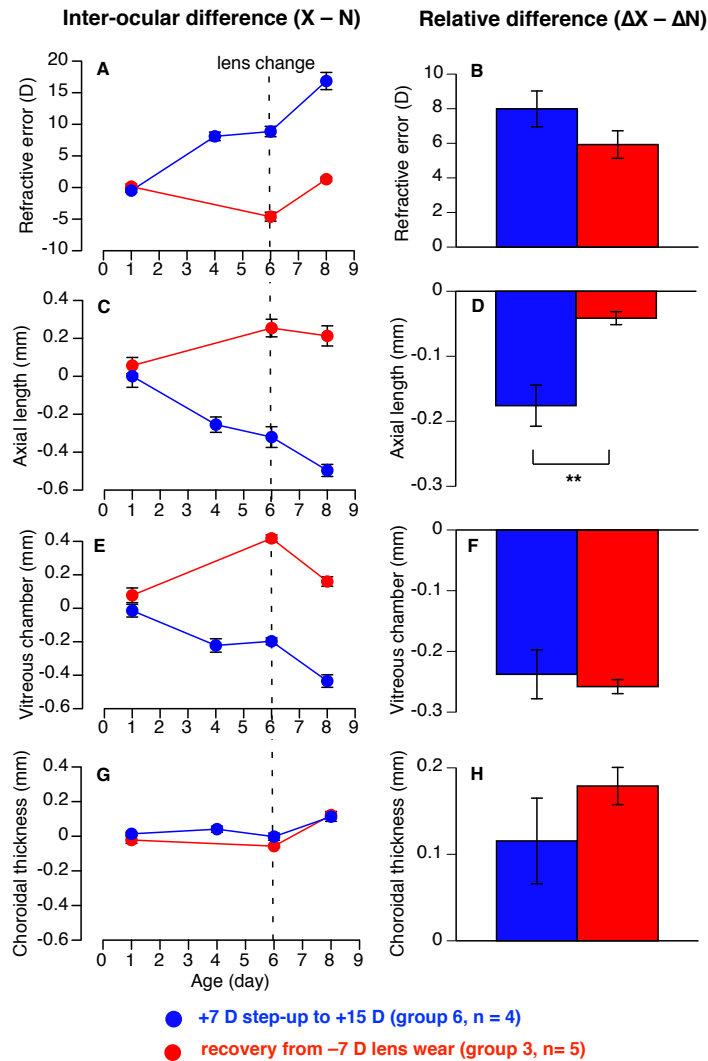 Inter-ocular difference (X – N)
Relative difference (ΔX – ΔN)
A
lens change
Refractive error (D)
20
15
10
5
0
-5
-10
0 1 2 3 4 5 6 7 8 9
B
Refractive error (D)
10
8
6
4
2
0
C
Axial length (mm)
0.4
0.2
0
-0.2
-0.4
-0.6
0 1 2 3 4 5 6 7 8 9
D
Axial length (mm)
0
-0.1
-0.2
-0.3
**
E
Vitreous chamber (mm)
0.4
0.2
0
-0.2
-0.4
-0.6
0 1 2 3 4 5 6 7 8 9
F
Vitreous chamber (mm)
0
-0.1
-0.2
-0.3
G
Choroidal thickness (mm)
0.4
0.2
0
-0.2
-0.4
-0.6
0 1 2 3 4 5 6 7 8 9
Age (day)
H
Choroidal thickness (mm)
0.2
0.1
0
+7 D step-up to +15 D (group 6, n = 4)
recovery from –7 D lens wear (group 3, n= 5)